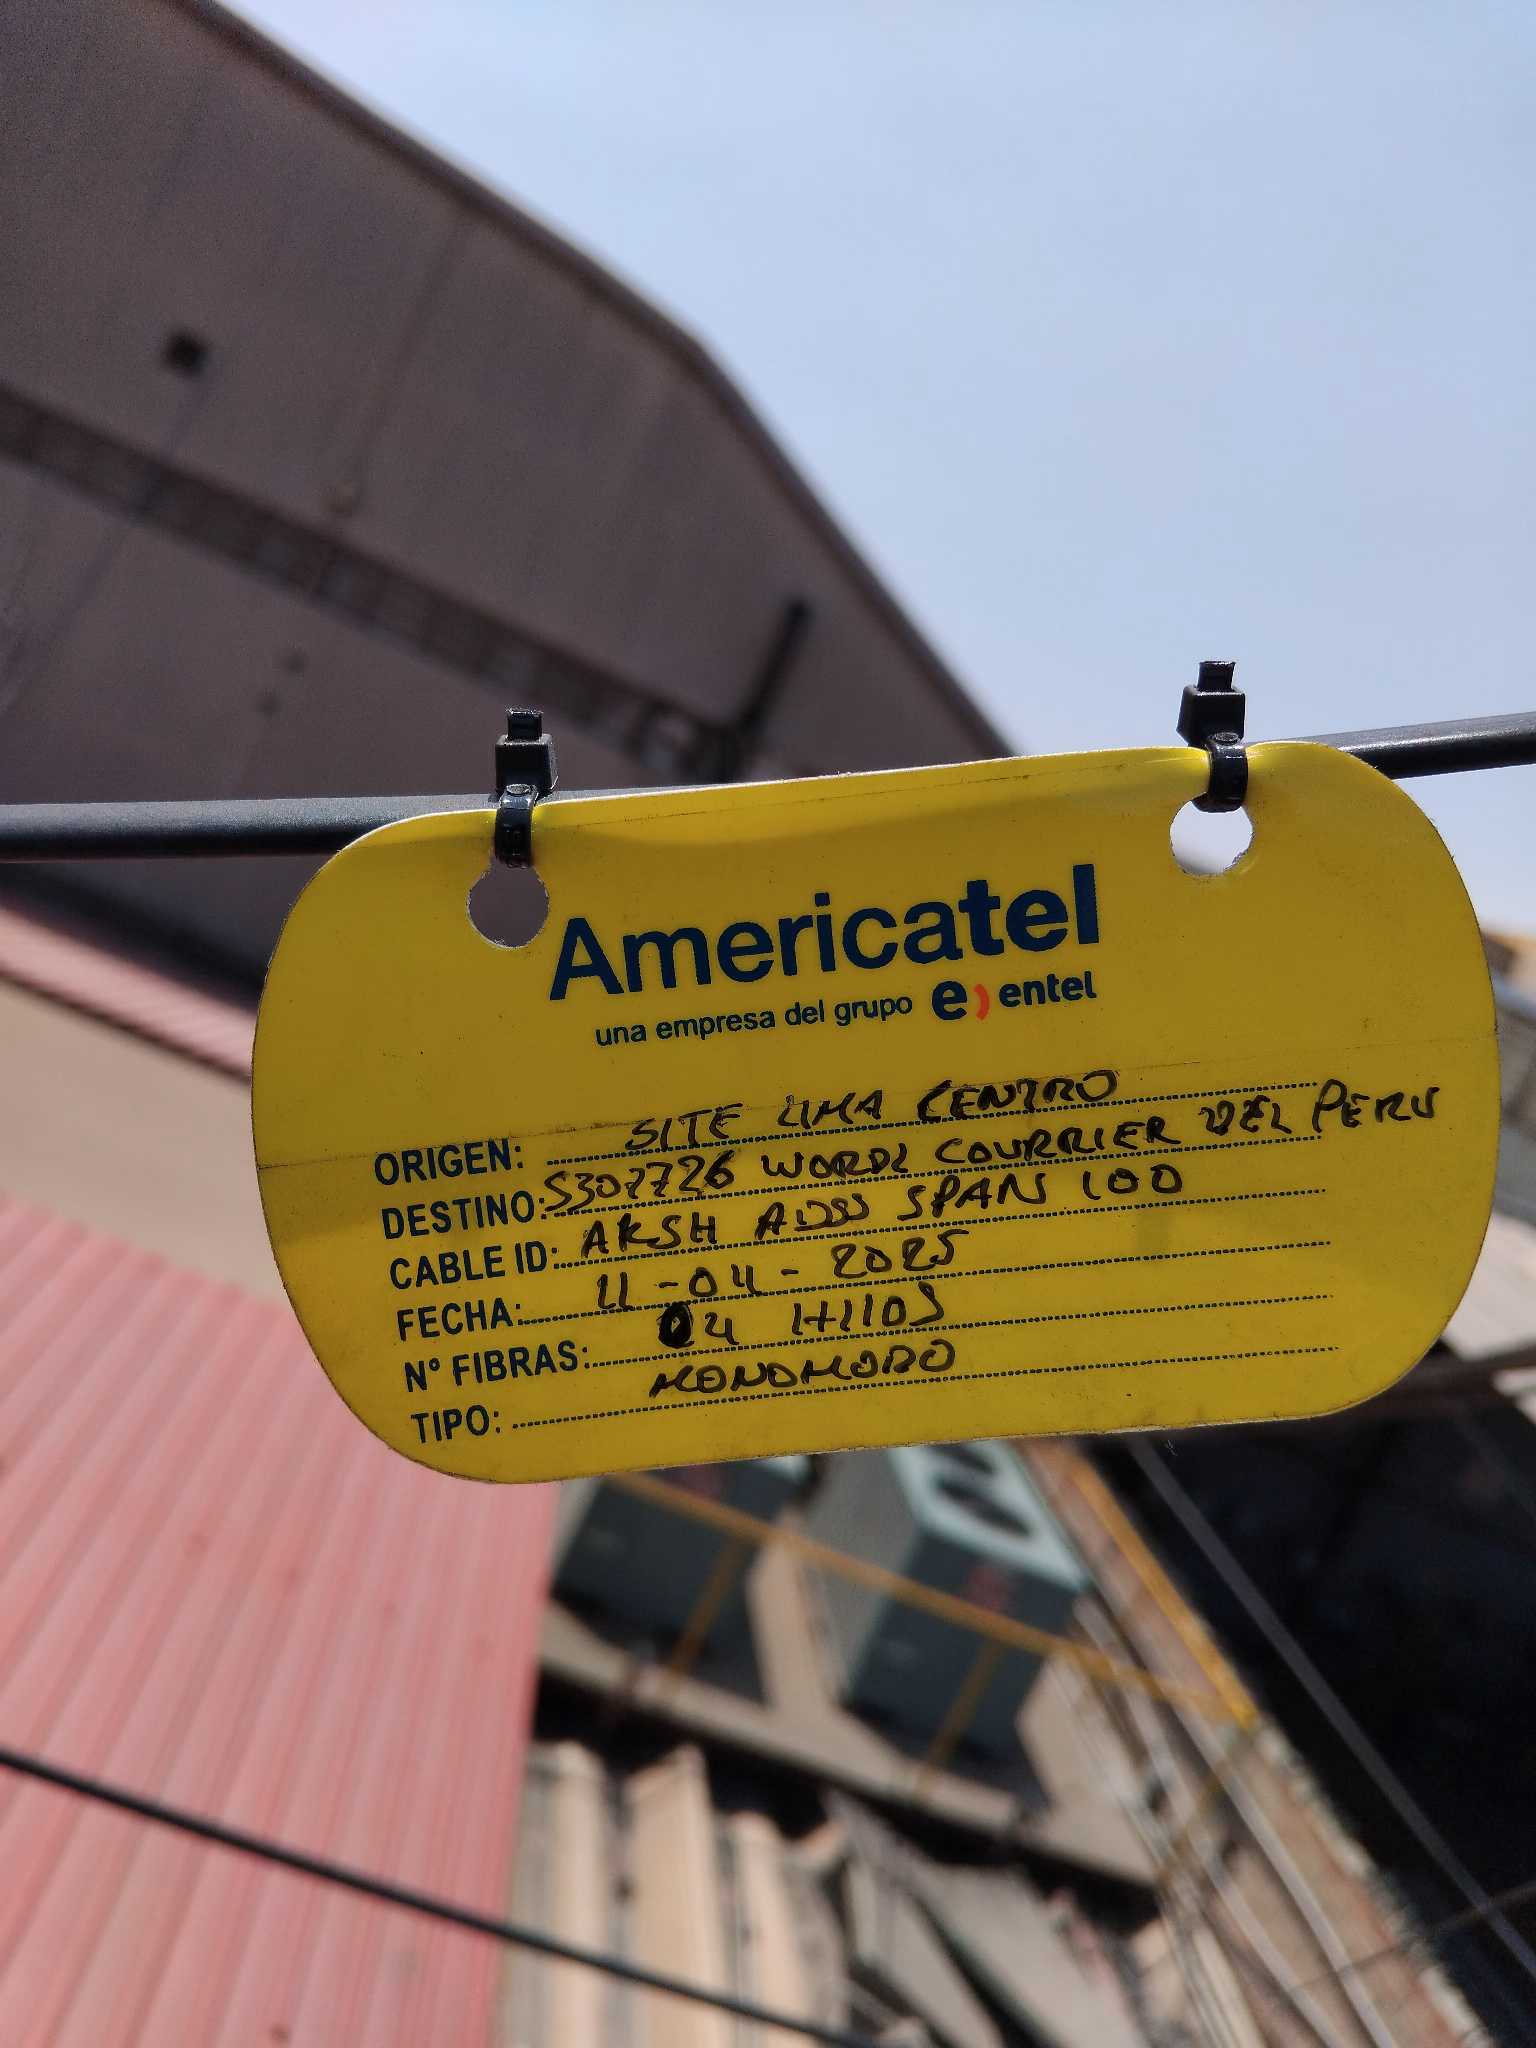 Americatel
una empresa del grupo e) entel
ORIGEN: SITE LIMA CENTRO
DESTINO: S307726 WORDL COURRIER DEL PERU
CABLE ID: AKSH ADSS SPAN 100
FECHA: 11-04-2025
N° FIBRAS: 04 HILOS
TIPO: MONOMODO